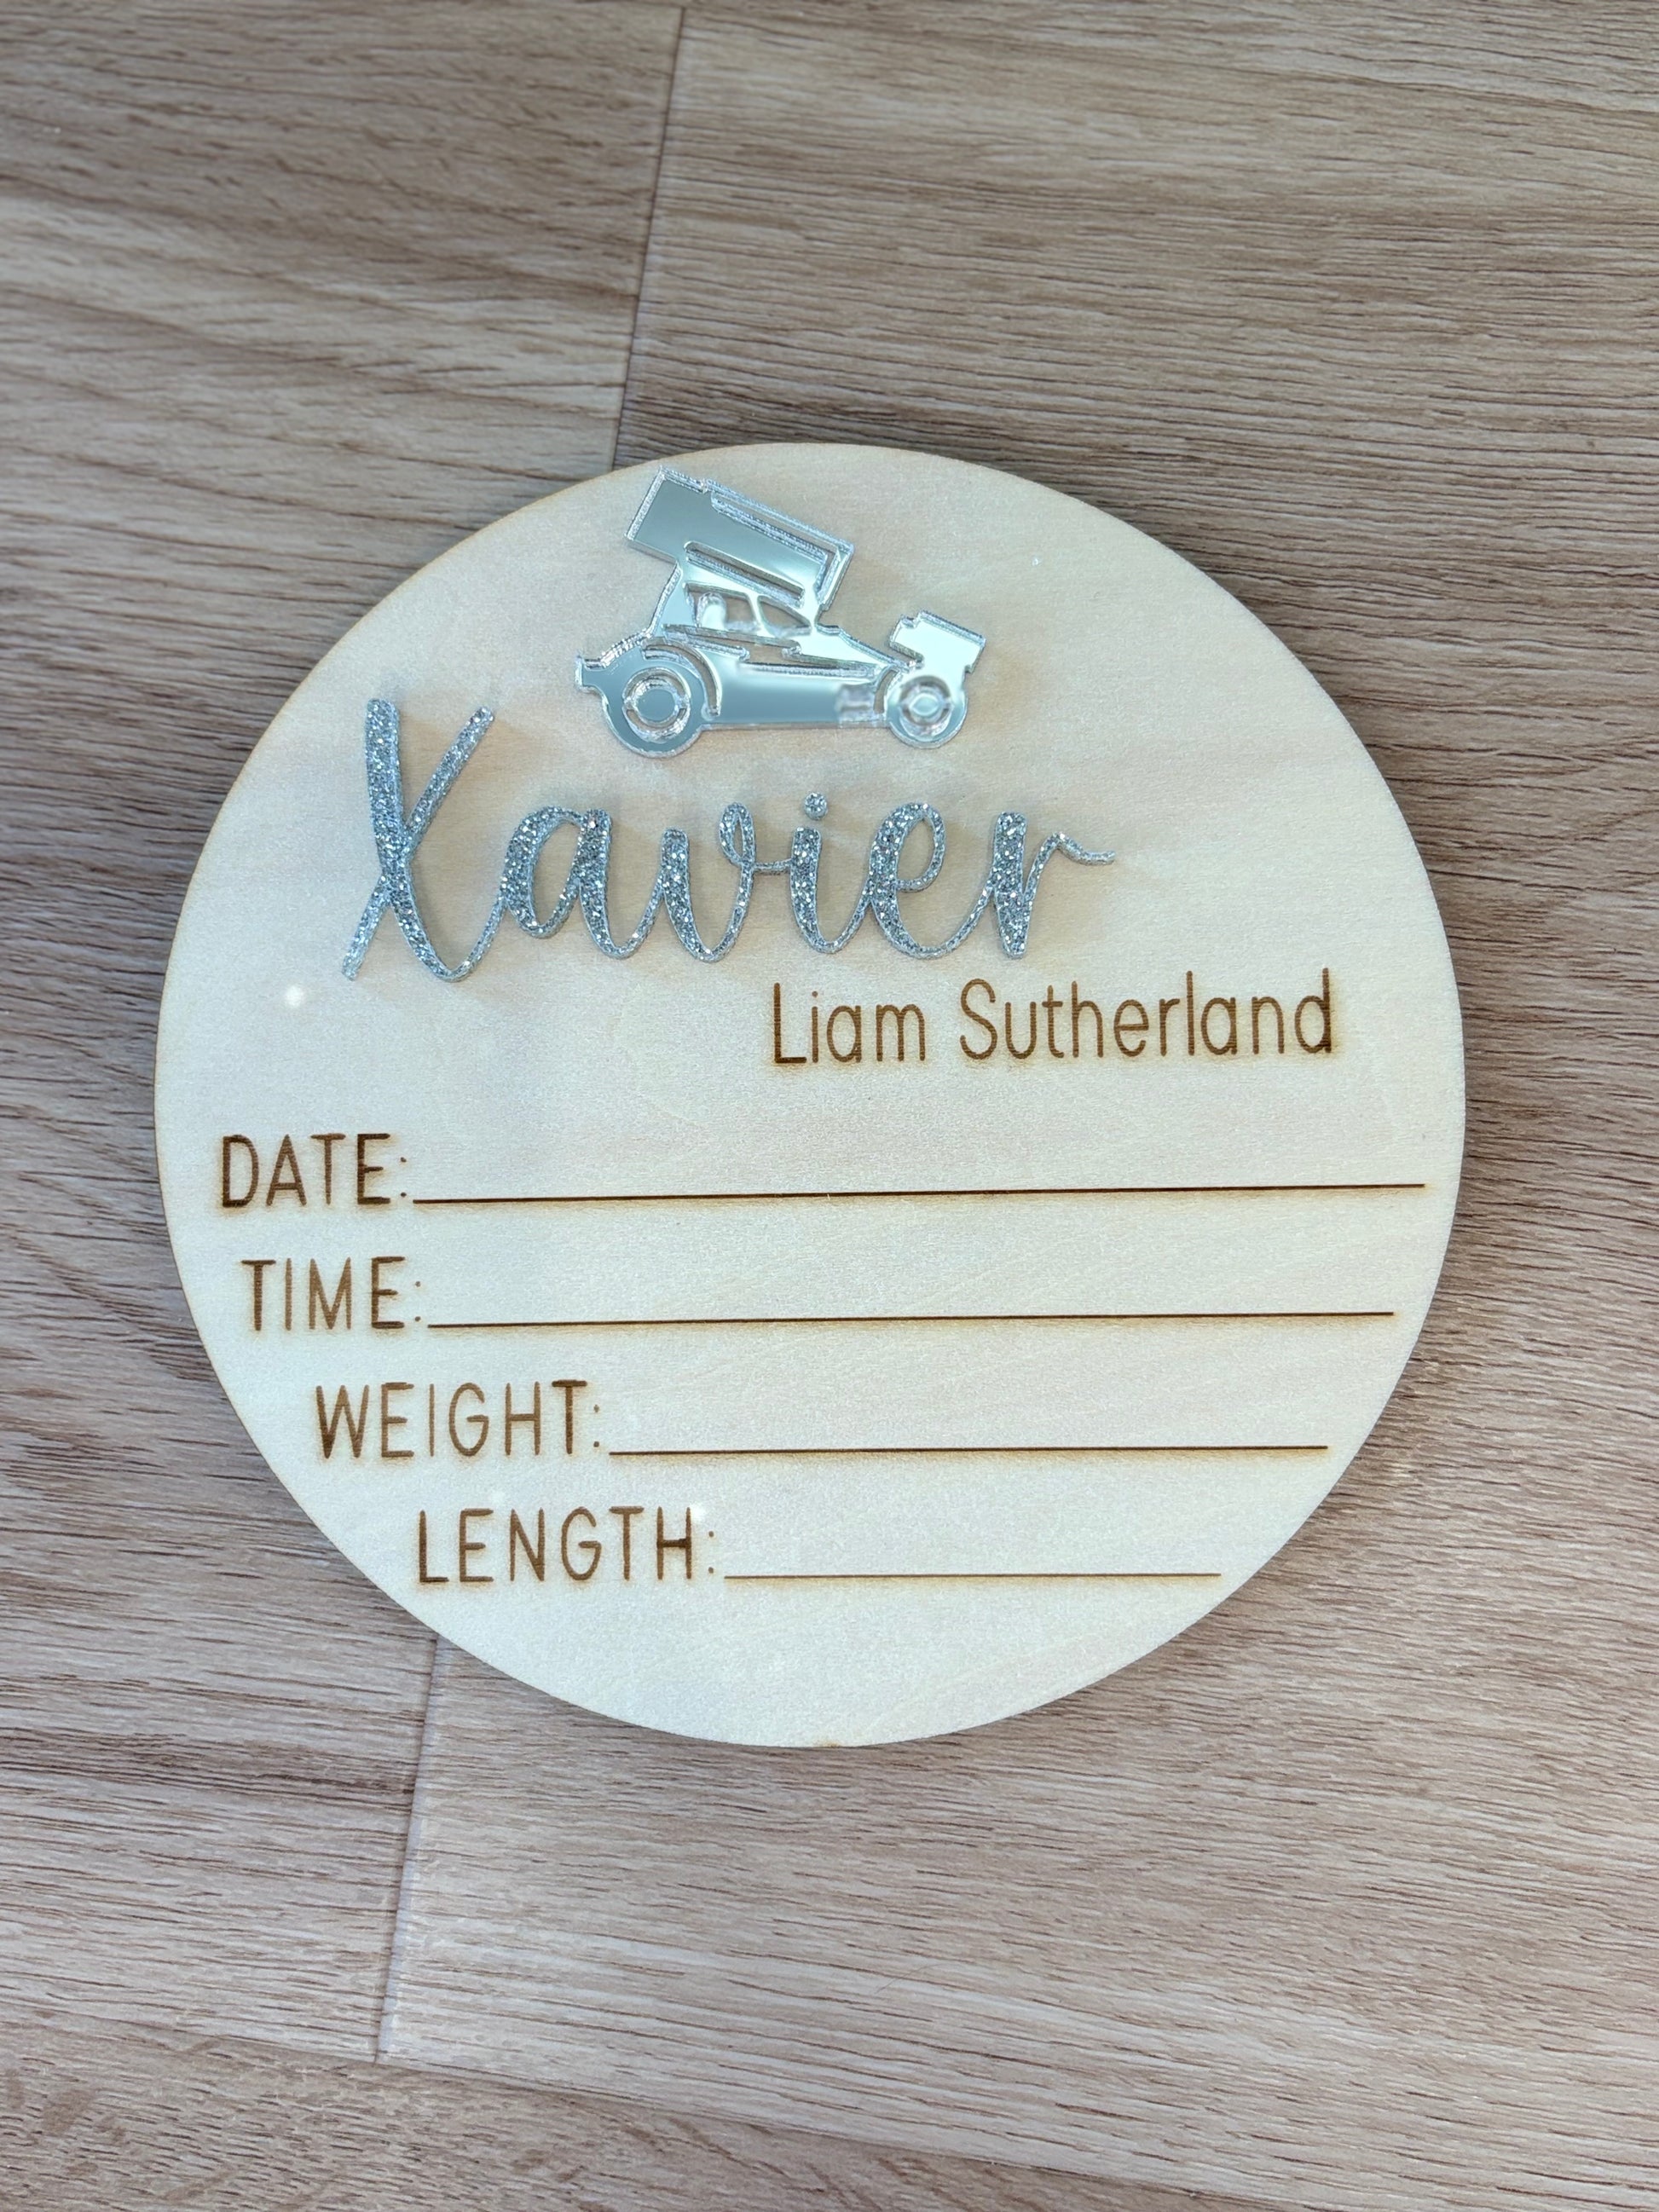 Xavier
Liam Sutherland
DATE:
TIME:
WEIGHT:
LENGTH: